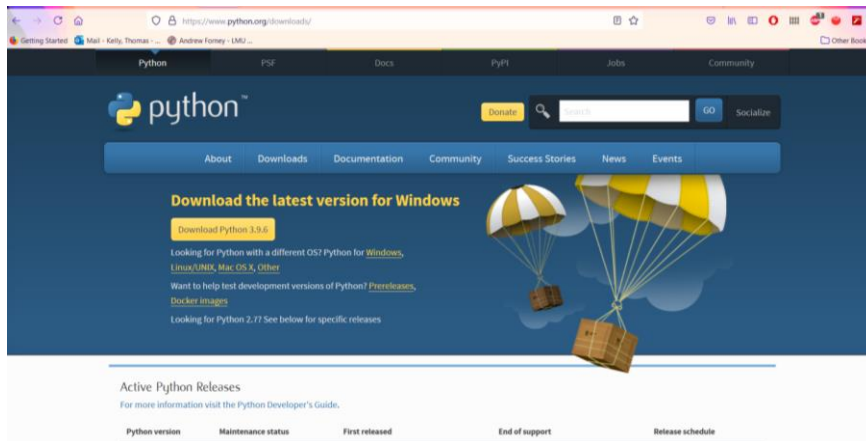 https://www.python.org/downloads/
Getting Started Mail - Kelly, Thomas - ... Andrew Forney - LMU ... Other Book
Python PSF Docs PyPI Jobs Community
python™
Donate Search GO Socialize
About Downloads Documentation Community Success Stories News Events
Download the latest version for Windows
Download Python 3.9.6
Looking for Python with a different OS? Python for Windows,
Linux/UNIX, Mac OS X, Other
Want to help test development versions of Python? Prereleases,
Docker images
Looking for Python 2.7? See below for specific releases
Active Python Releases
For more information visit the Python Developer's Guide.
Python version Maintenance status First released End of support Release schedule